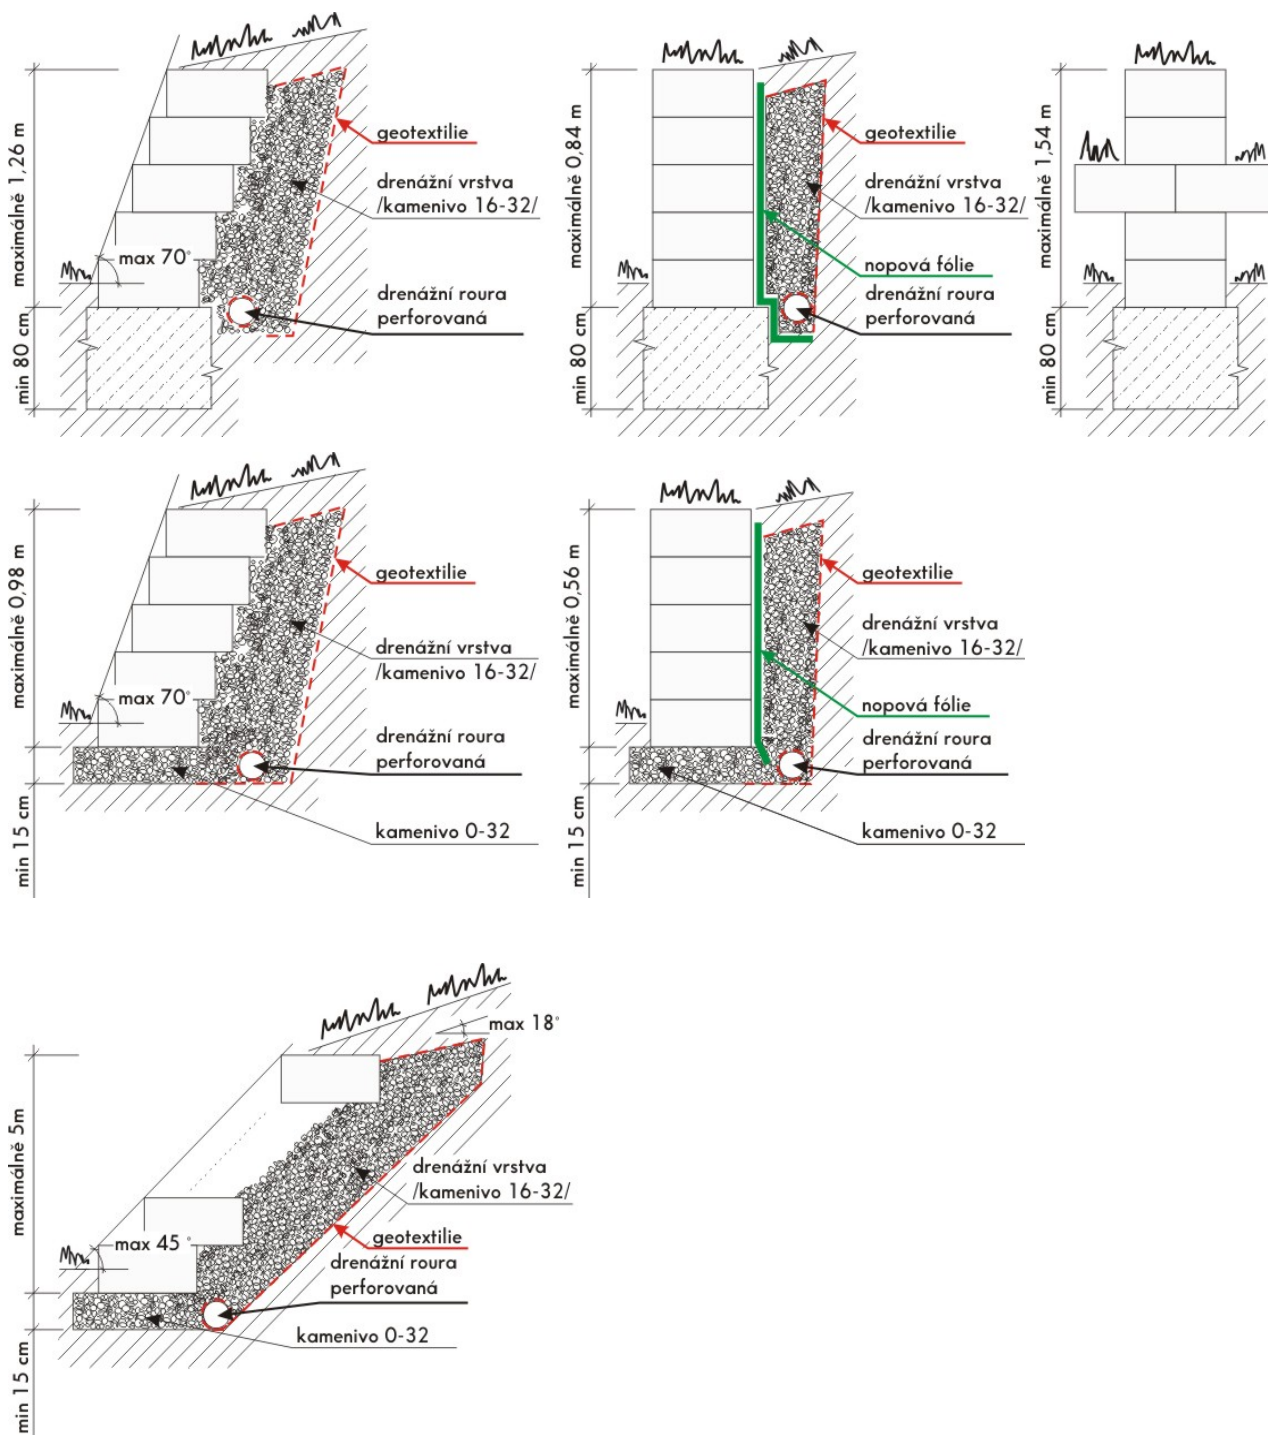 maximálně 1,26 m
min 80 cm
max 70°
geotextilie
drenážní vrstva
/kamenivo 16-32/
drenážní roura
perforovaná
maximálně 0,84 m
min 80 cm
geotextilie
drenážní vrstva
/kamenivo 16-32/
nopová fólie
drenážní roura
perforovaná
maximálně 1,54 m
min 80 cm
maximálně 0,98 m
min 15 cm
max 70°
geotextilie
drenážní vrstva
/kamenivo 16-32/
drenážní roura
perforovaná
kamenivo 0-32
maximálně 0,56 m
min 15 cm
geotextilie
drenážní vrstva
/kamenivo 16-32/
nopová fólie
drenážní roura
perforovaná
kamenivo 0-32
maximálně 5m
min 15 cm
max 18°
max 45°
drenážní vrstva
/kamenivo 16-32/
geotextilie
drenážní roura
perforovaná
kamenivo 0-32